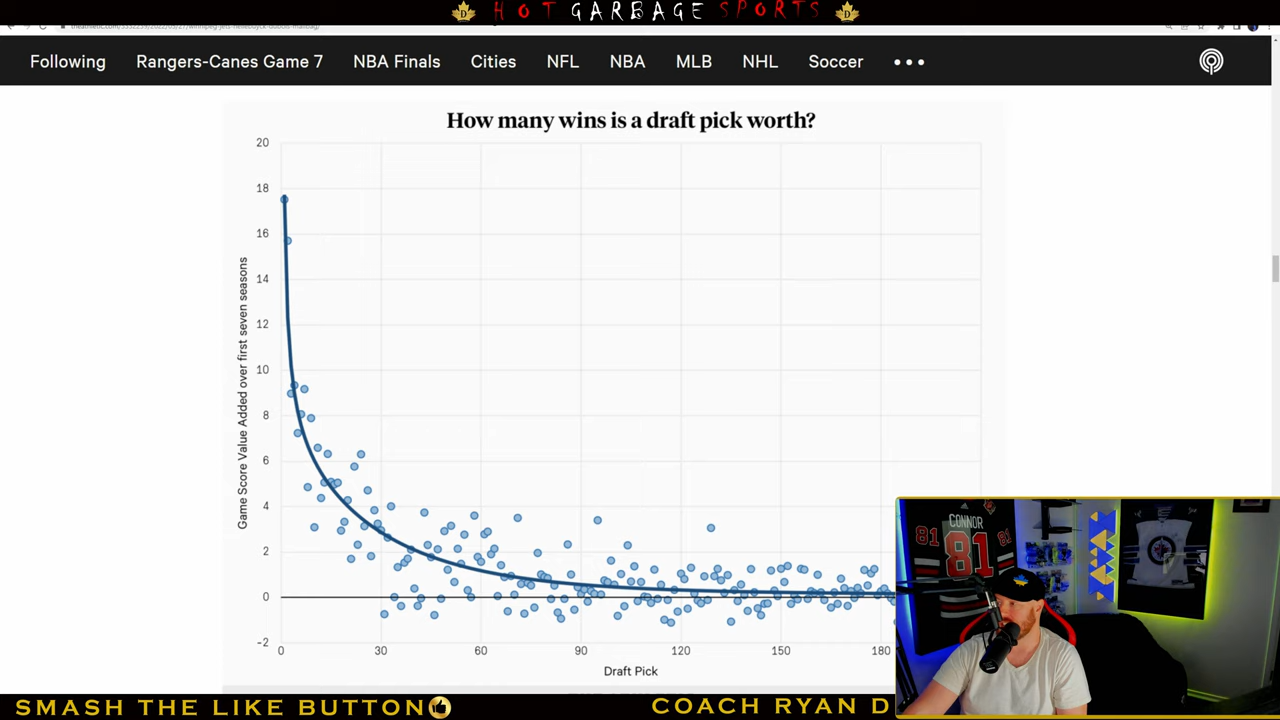 HOT GARBAGE SPORTS
Following Rangers-Canes Game 7 NBA Finals Cities NFL NBA MLB NHL Soccer •••
How many wins is a draft pick worth?
Game Score Value Added over first seven seasons
20
18
16
14
12
10
8
6
4
2
0
-2
0 30 60 90 120 150 180
Draft Pick
CONNOR
81
81
81
SMASH THE LIKE BUTTON
COACH RYAN D